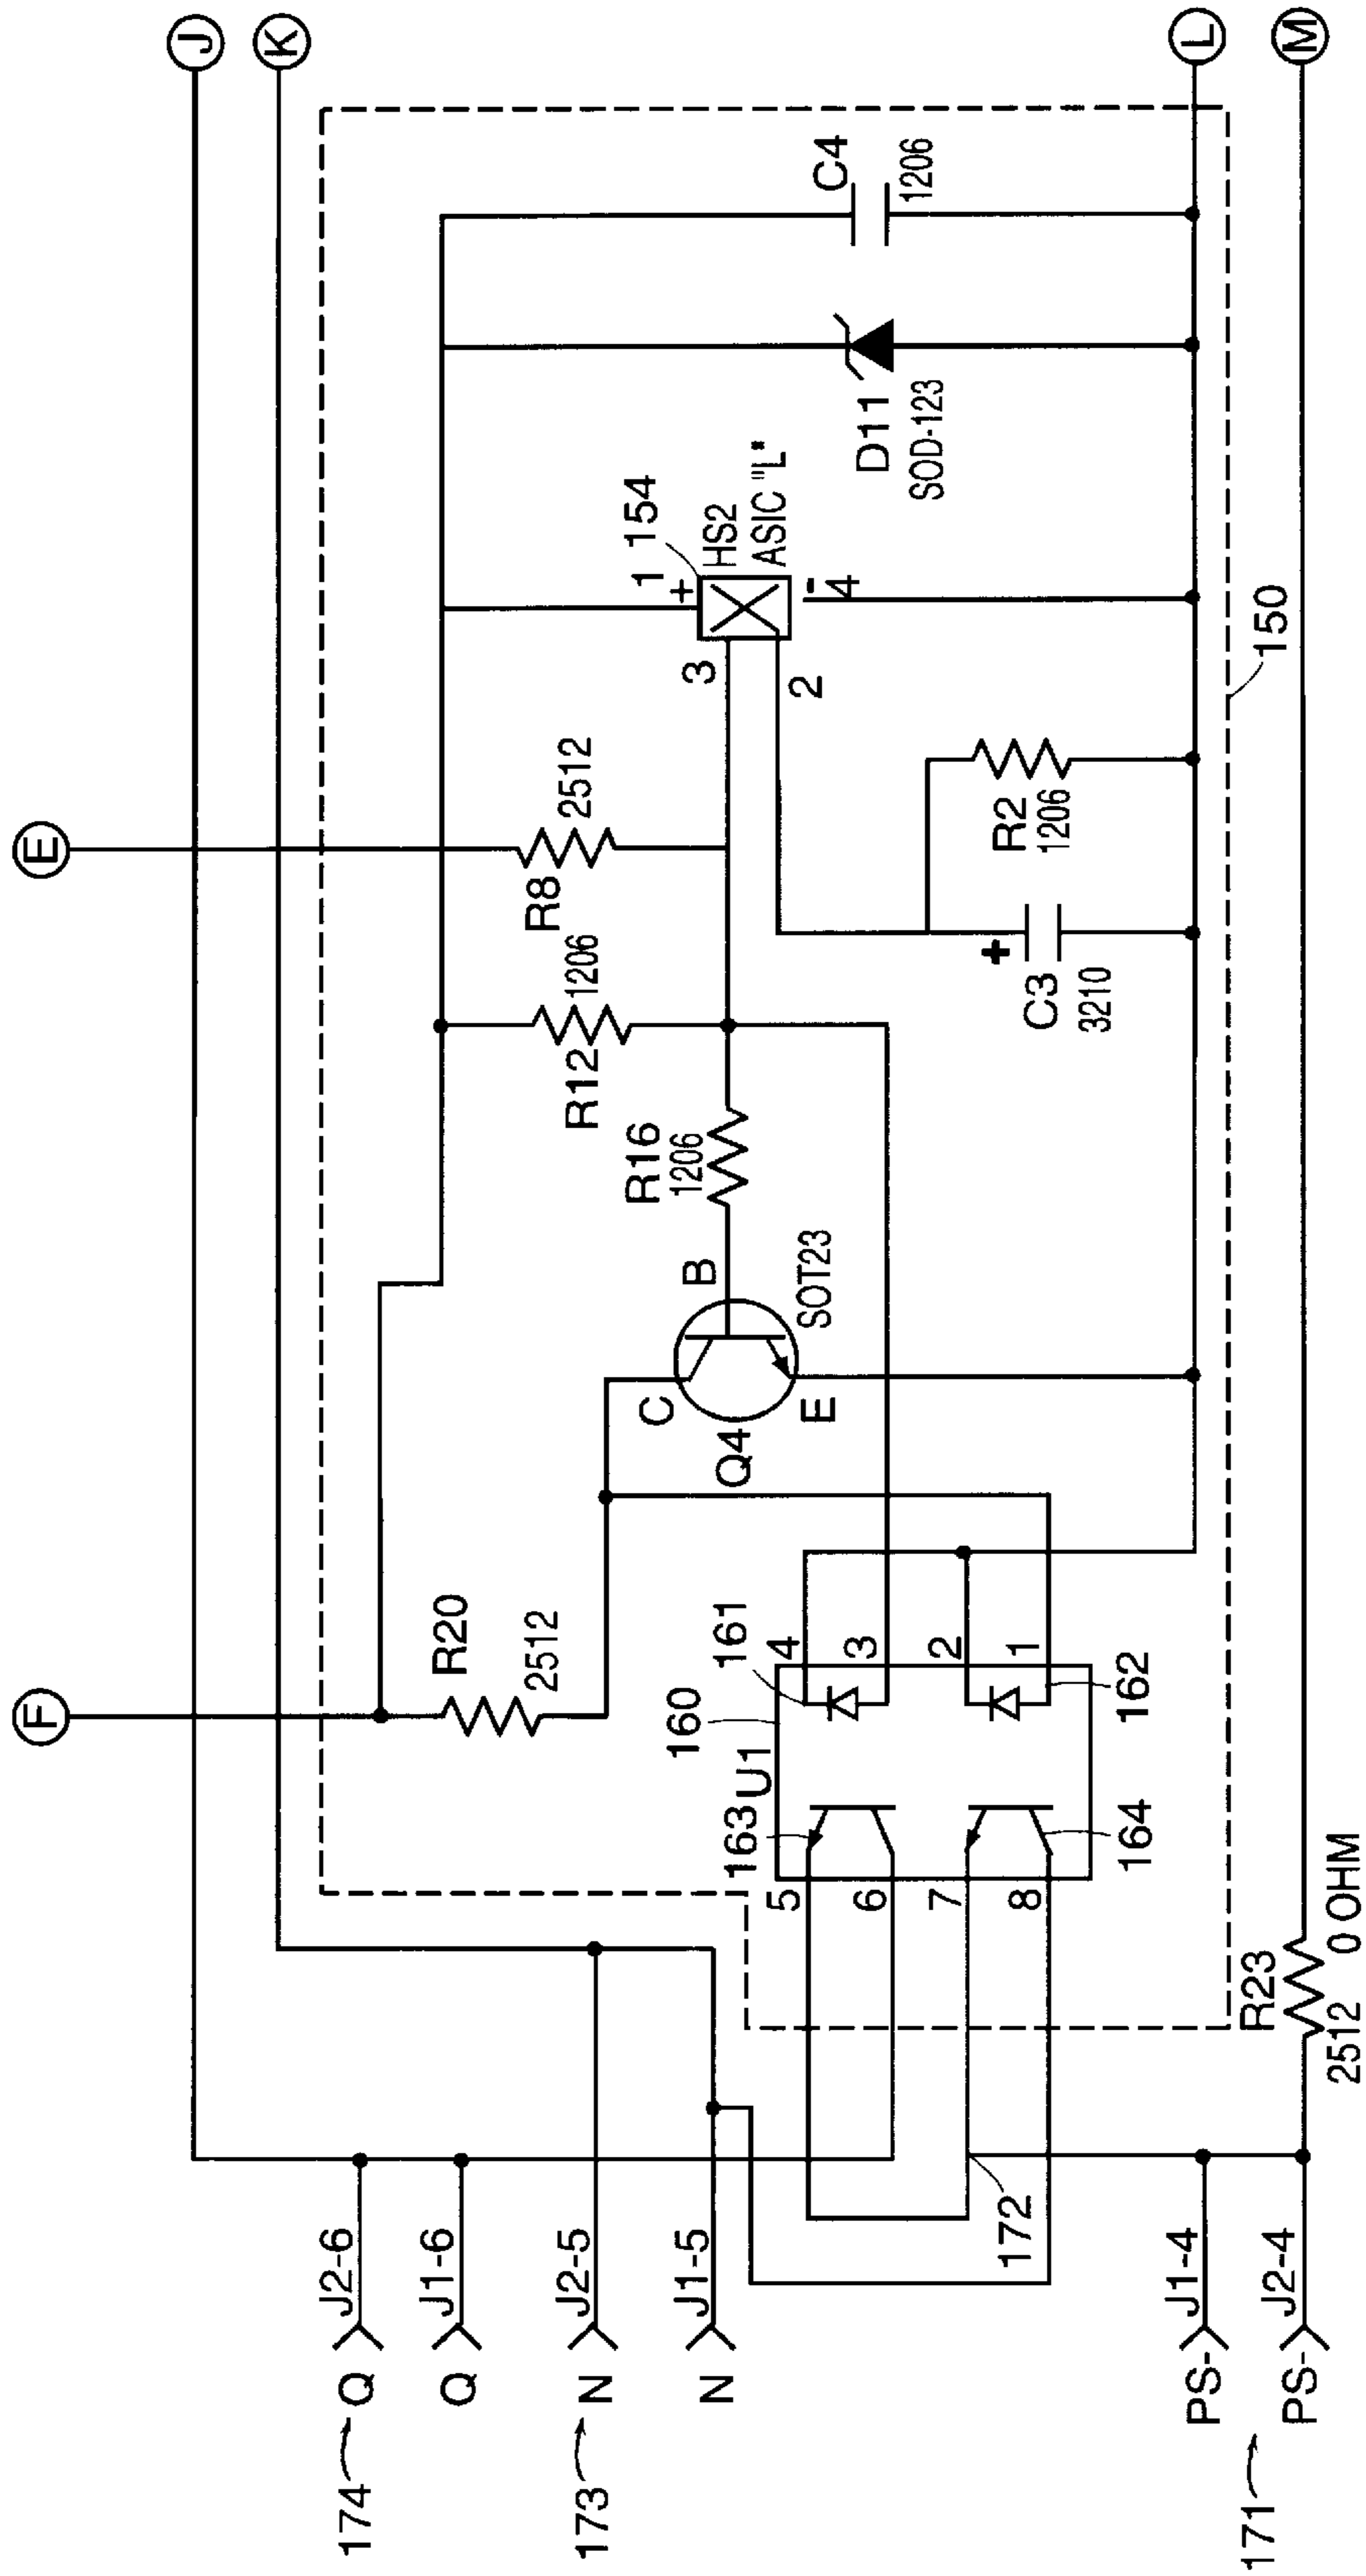 J
K
E
F
L
M
C4
1206
D11
SOD-123
154
HS2
ASIC "L"
1
+
3
2
-
4
150
R8
2512
R2
1206
+
C3
3210
R12
1206
R16
1206
B
SOT23
C
E
Q4
R20
2512
161
160
162
U1
163
164
4
3
2
1
5
6
7
8
R23
2512 0 OHM
172
J2-6
Q
174
J1-6
Q
J2-5
N
173
J1-5
N
J1-4
PS-
J2-4
PS-
171